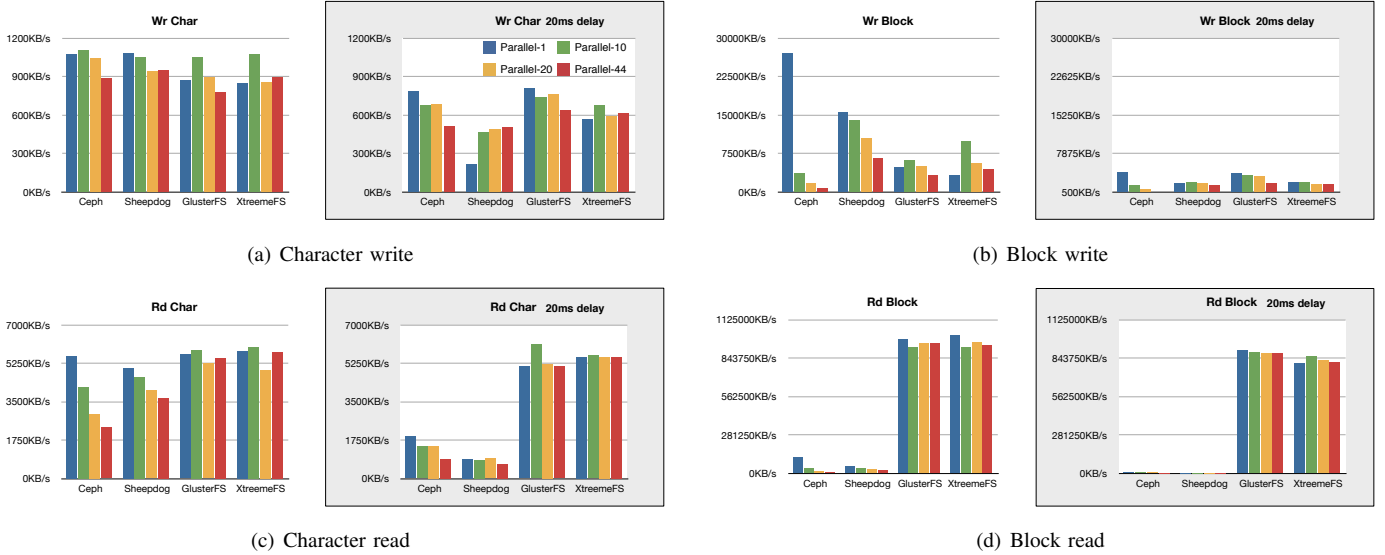 Wr Char
1200KB/s
900KB/s
600KB/s
300KB/s
0KB/s
Ceph Sheepdog GlusterFS XtreemeFS
Wr Char 20ms delay
1200KB/s
900KB/s
600KB/s
300KB/s
0KB/s
Parallel-1 Parallel-10
Parallel-20 Parallel-44
Ceph Sheepdog GlusterFS XtreemeFS
(a) Character write
Wr Block
30000KB/s
22500KB/s
15000KB/s
7500KB/s
0KB/s
Ceph Sheepdog GlusterFS XtreemeFS
Wr Block 20ms delay
30000KB/s
22625KB/s
15250KB/s
7875KB/s
500KB/s
Ceph Sheepdog GlusterFS XtreemeFS
(b) Block write
Rd Char
7000KB/s
5250KB/s
3500KB/s
1750KB/s
0KB/s
Ceph Sheepdog GlusterFS XtreemeFS
Rd Char 20ms delay
7000KB/s
5250KB/s
3500KB/s
1750KB/s
0KB/s
Ceph Sheepdog GlusterFS XtreemeFS
(c) Character read
Rd Block
1125000KB/s
843750KB/s
562500KB/s
281250KB/s
0KB/s
Ceph Sheepdog GlusterFS XtreemeFS
Rd Block 20ms delay
1125000KB/s
843750KB/s
562500KB/s
281250KB/s
0KB/s
Ceph Sheepdog GlusterFS XtreemeFS
(d) Block read